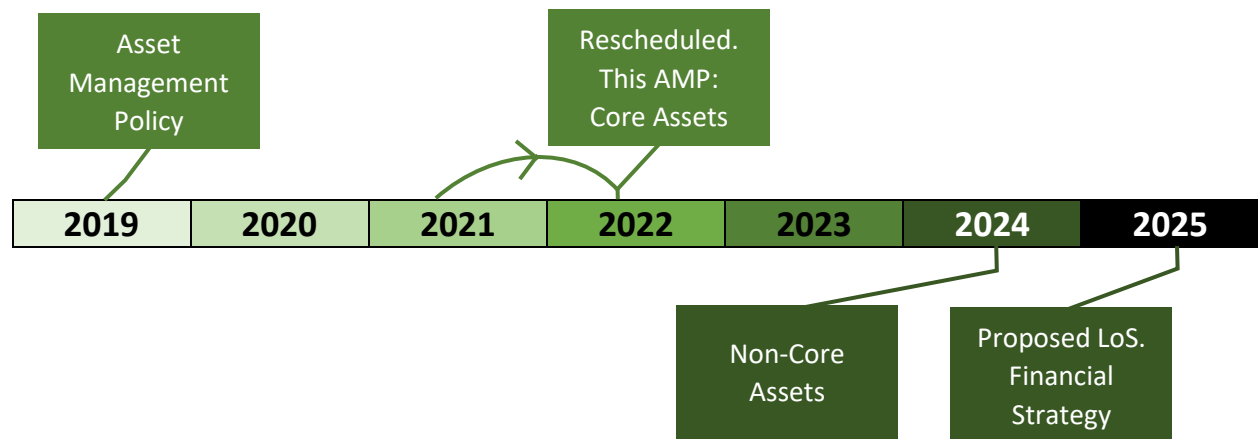 Asset
Management
Policy
Rescheduled.
This AMP:
Core Assets
2019 2020 2021 2022 2023 2024 2025
Non-Core
Assets
Proposed LoS.
Financial
Strategy